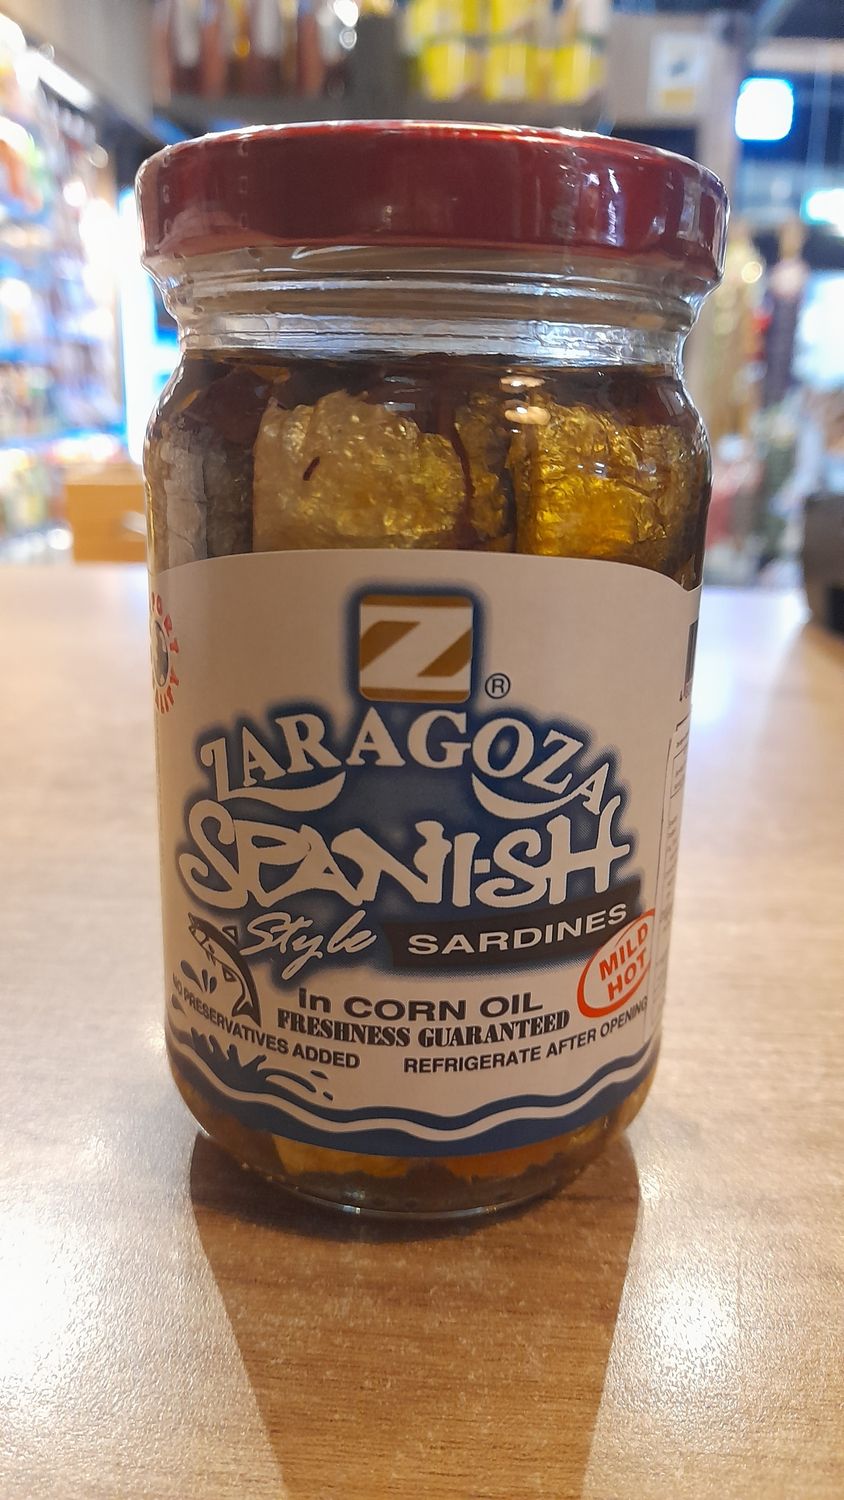 Z
®
ZARAGOZA
SPANISH
Style SARDINES
MILD
HOT
in CORN OIL
FRESHNESS GUARANTEED
NO PRESERVATIVES ADDED
REFRIGERATE AFTER OPENING